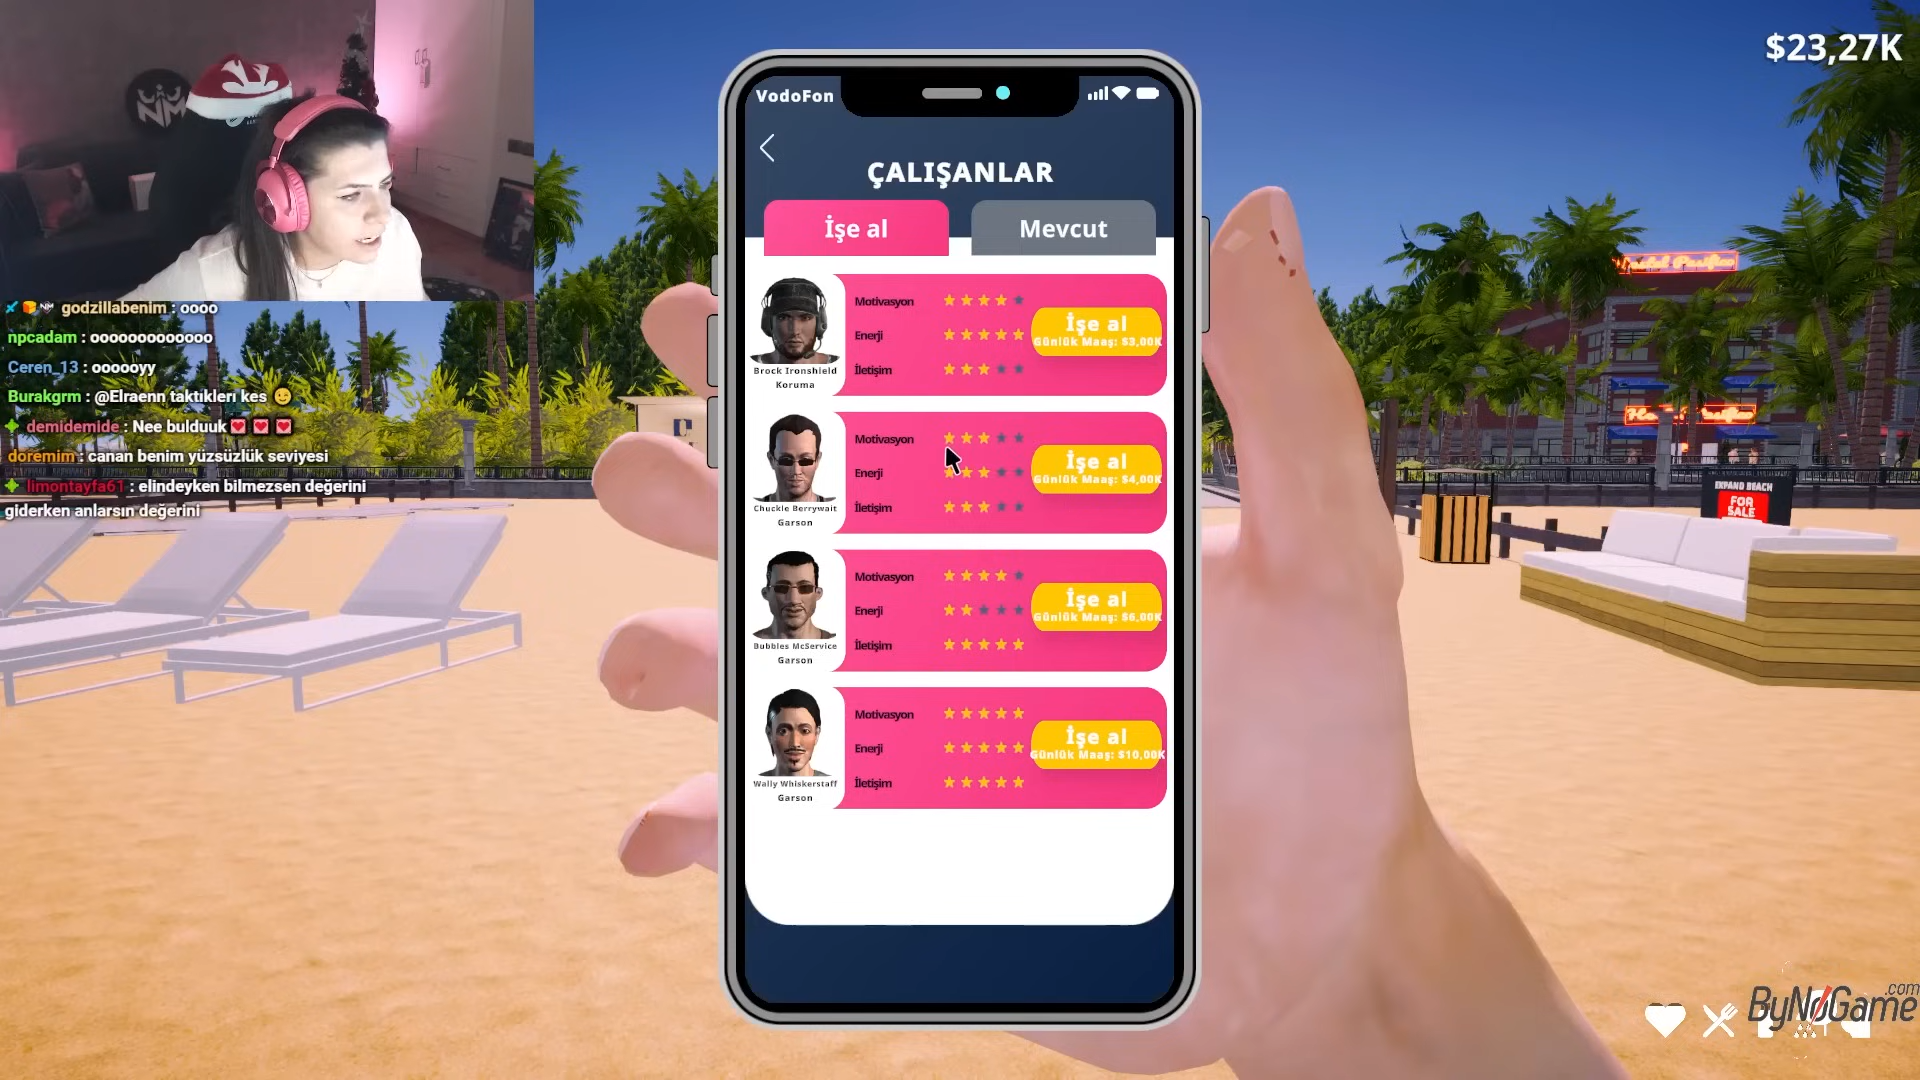 $23,27K
VodoFon
ÇALIŞANLAR
İşe al
Mevcut
Motivasyon
Enerji
İletişim
İşe al
Günlük Maaş: $3,00K
Brock Ironshield
Koruma
Motivasyon
Enerji
İletişim
İşe al
Günlük Maaş: $4,00K
Chuckle Berrywait
Garson
Motivasyon
Enerji
İletişim
İşe al
Günlük Maaş: $6,00K
Bubbles McService
Garson
Motivasyon
Enerji
İletişim
İşe al
Günlük Maaş: $10,00K
Wally Whiskerstaff
Garson
NM
godzillabenim : oooo
npcadam : ooooooooooooo
Ceren_13 : oooooyy
Burakgrm : @Elraenn taktıkları kes
demidemide : Nee bulduuk
doremim : canan benim yüzsüzlük seviyesi
limontayfa61 : elindeyken bilmezsen değerini
giderken anlarsın değerini
EXPAND BEACH
FOR
SALE
ByNoGame
.com